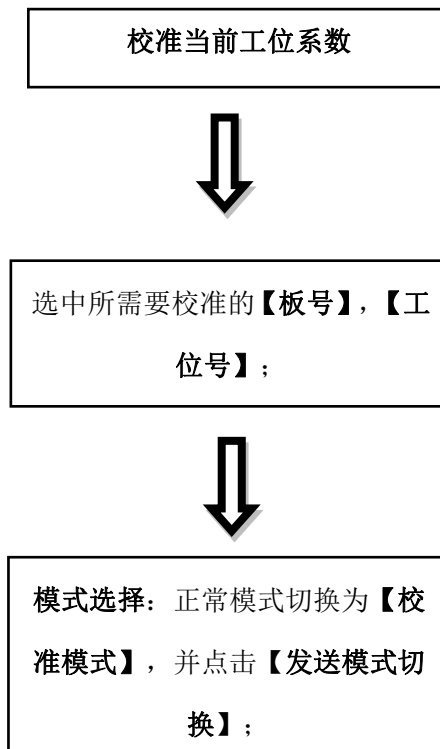 校准当前工位系数
选中所需要校准的【板号】，【工
位号】；
模式选择：正常模式切换为【校
准模式】，并点击【发送模式切
换】；